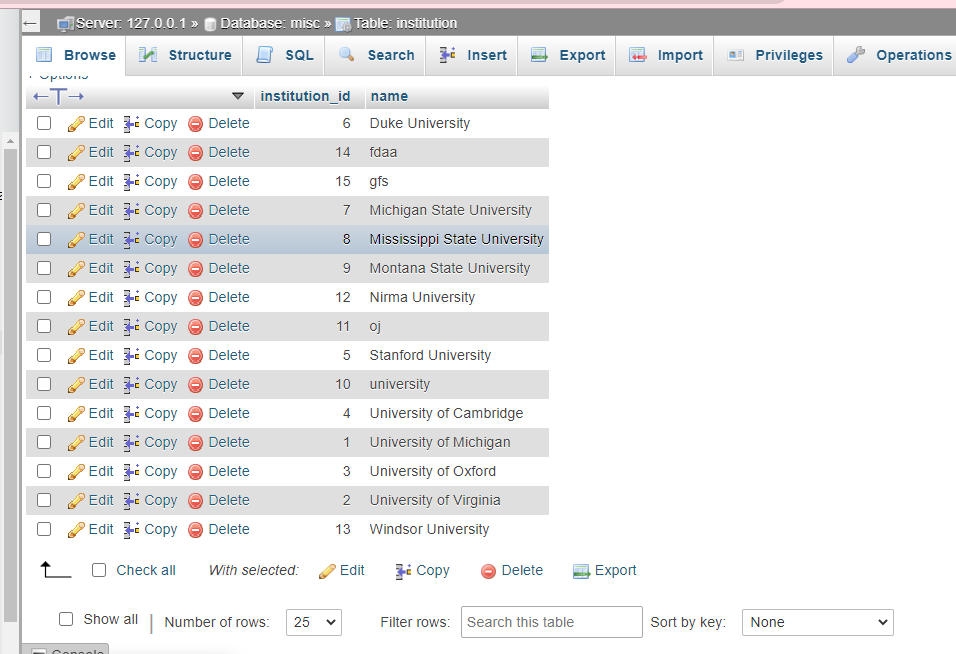 Server: 127.0.0.1 » Database: misc » Table: institution
Browse Structure SQL Search Insert Export Import Privileges Operations
+ Options
institution_id name
Edit Copy Delete 6 Duke University
Edit Copy Delete 14 fdaa
Edit Copy Delete 15 gfs
Edit Copy Delete 7 Michigan State University
Edit Copy Delete 8 Mississippi State University
Edit Copy Delete 9 Montana State University
Edit Copy Delete 12 Nirma University
Edit Copy Delete 11 oj
Edit Copy Delete 5 Stanford University
Edit Copy Delete 10 university
Edit Copy Delete 4 University of Cambridge
Edit Copy Delete 1 University of Michigan
Edit Copy Delete 3 University of Oxford
Edit Copy Delete 2 University of Virginia
Edit Copy Delete 13 Windsor University
Check all With selected: Edit Copy Delete Export
Show all Number of rows: 25 Filter rows: Search this table Sort by key: None
Console